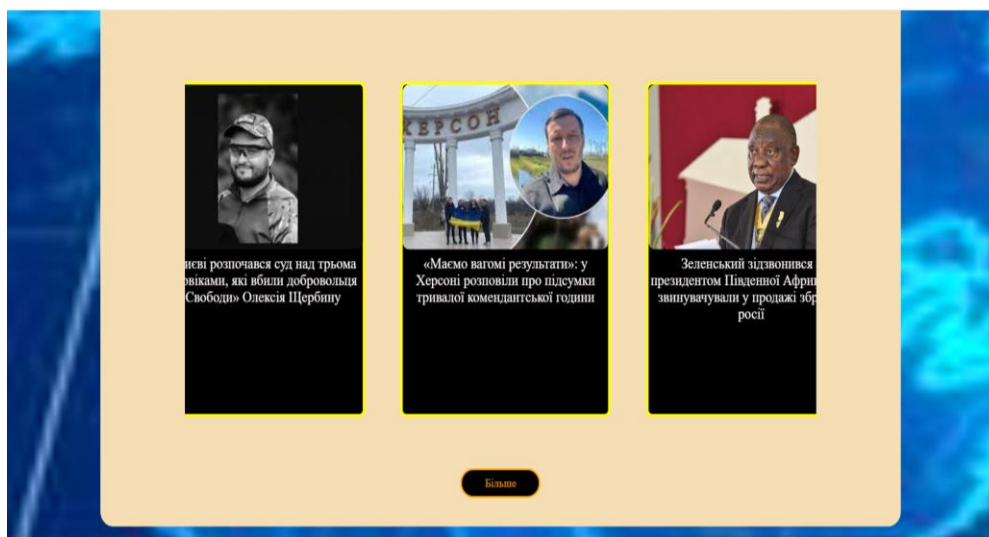 ХЕРСОН
иєві розпочався суд над трьома
овіками, які вбили добровольця
Свободи» Олексія Щербину
«Маємо вагомі результати»: у
Херсоні розповіли про підсумки
тривалої комендантської години
Зеленський зідзвонився
президентом Південної Афри
звинувачували у продажі збр
росії
Більше